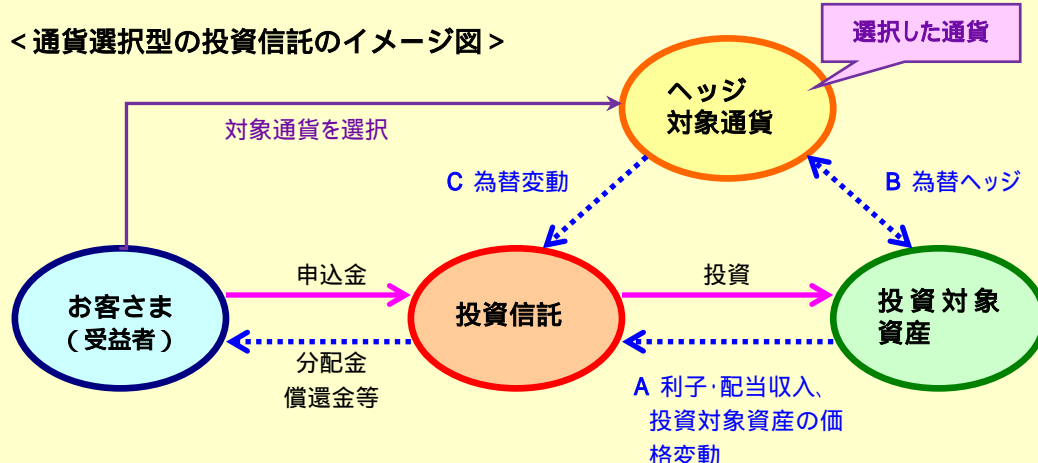 <通貨選択型の投資信託のイメージ図>
選択した通貨
ヘッジ
対象通貨
対象通貨を選択
C 為替変動
B 為替ヘッジ
お客さま
(受益者)
申込金
投資信託
投資
投資対象
資産
分配金
償還金等
A 利子・配当収入、
投資対象資産の価
格変動